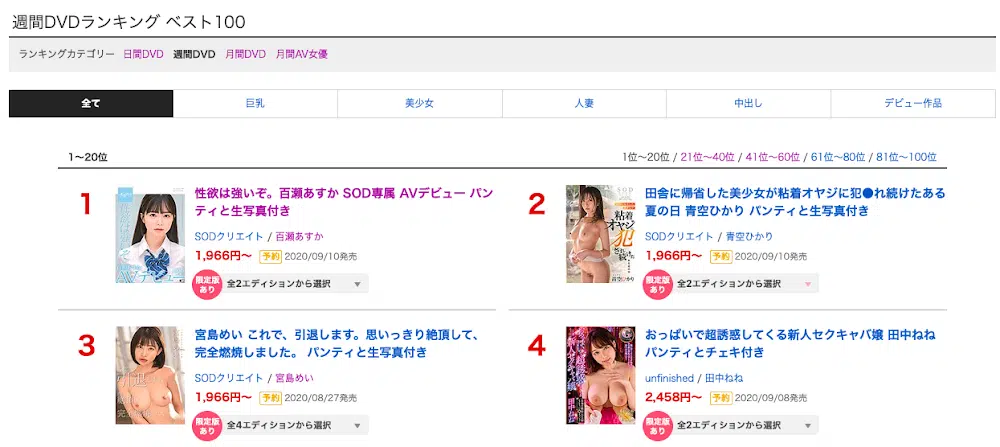 週間DVDランキング ベスト100
ランキングカテゴリー 日間DVD 週間DVD 月間DVD 月間AV女優
全て 巨乳 美少女 人妻 中出し デビュー作品
1〜20位 1位〜20位 / 21位〜40位 / 41位〜60位 / 61位〜80位 / 81位〜100位
1
性欲は強いぞ。百瀬あすか SOD専属 AVデビュー パン
ティと生写真付き
SODクリエイト / 百瀬あすか
1,966円〜 予約 2020/09/10発売
限定版
あり
全2エディションから選択
2
田舎に帰省した美少女が粘着オヤジに犯●れ続けたある
夏の日 青空ひかり パンティと生写真付き
SODクリエイト / 青空ひかり
1,966円〜 予約 2020/09/10発売
限定版
あり
全2エディションから選択
3
宮島めい これで、引退します。思いっきり絶頂して、
完全燃焼しました。 パンティと生写真付き
SODクリエイト / 宮島めい
1,966円〜 予約 2020/08/27発売
限定版
あり
全4エディションから選択
4
おっぱいで超誘惑してくる新人セクキャバ嬢 田中ねね
パンティとチェキ付き
unfinished / 田中ねね
2,458円〜 予約 2020/09/08発売
限定版
あり
全2エディションから選択